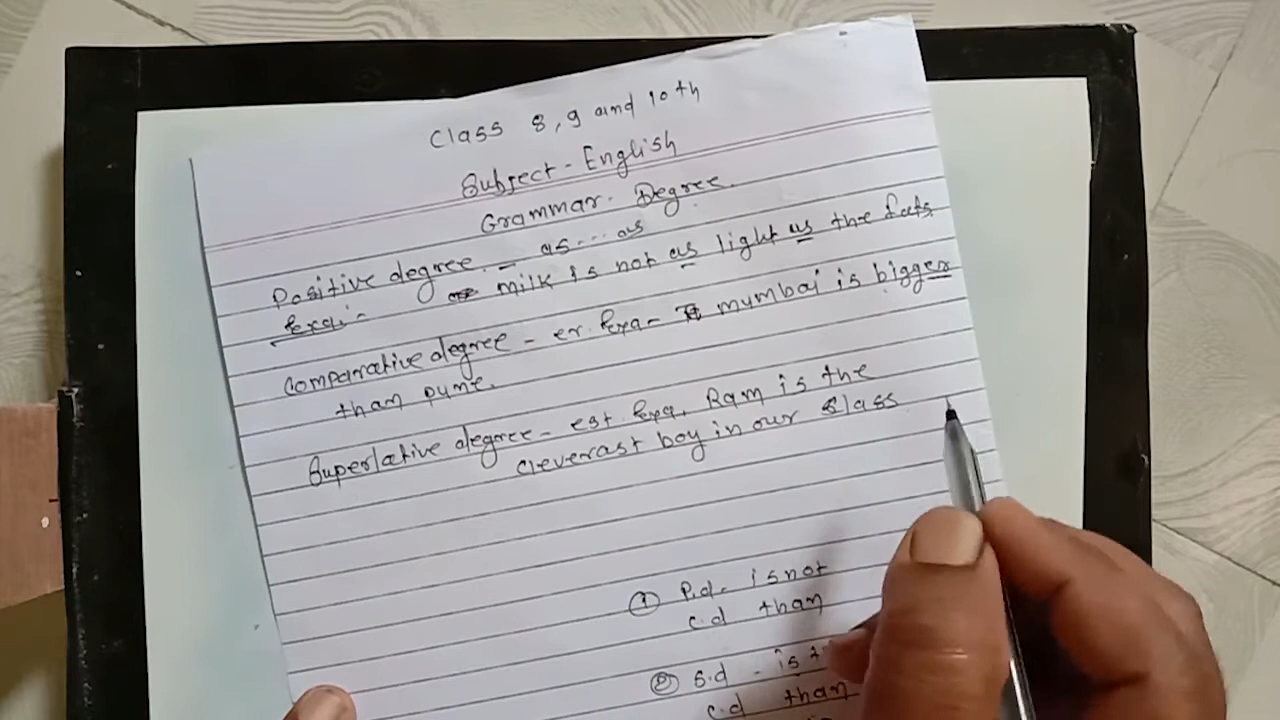 Class 8, 9 and 10th
Subject - English
Grammar. Degree.
Positive degree. - as... as
Exa:- milk is not as light as the fats
Comparative degree - er. Exa- mumbai is bigger
than pune.
Superlative degree - est. Exa. Ram is the
cleverast boy in our class
① P.d. is not
c.d than
② S.d - is
c.d than